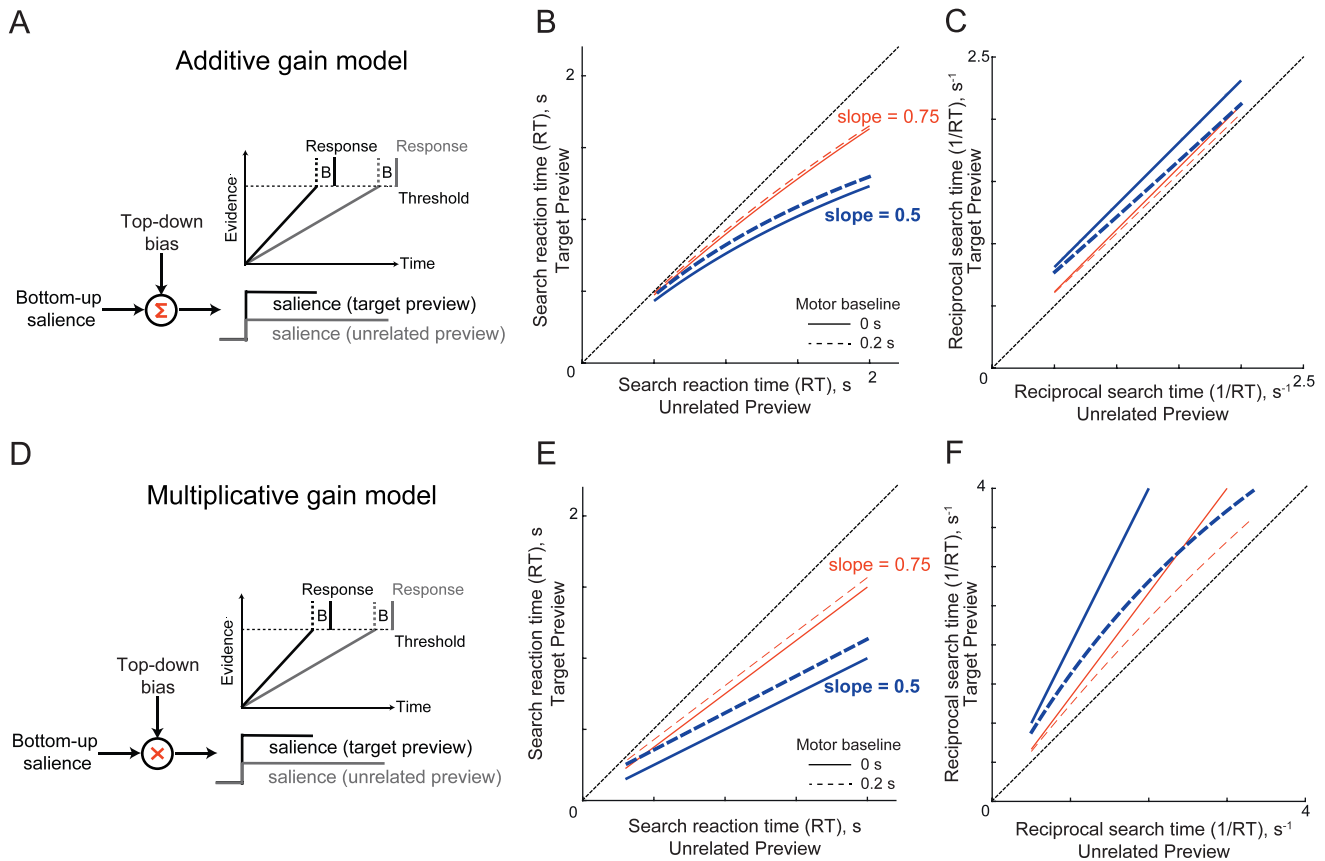 A
Additive gain model
Response
Response
B
B
Evidence
Threshold
Time
Top-down
bias
Bottom-up
salience
Σ
salience (target preview)
salience (unrelated preview)
B
Search reaction time (RT), s
Target Preview
2
slope = 0.75
slope = 0.5
Motor baseline
0 s
0.2 s
0
2
Search reaction time (RT), s
Unrelated Preview
C
2.5
Reciprocal search time (1/RT), s⁻¹
Target Preview
0
2.5
Reciprocal search time (1/RT), s⁻¹
Unrelated Preview
D
Multiplicative gain model
Response
Response
B
B
Evidence
Threshold
Time
Top-down
bias
Bottom-up
salience
×
salience (target preview)
salience (unrelated preview)
E
Search reaction time (RT), s
Target Preview
2
slope = 0.75
slope = 0.5
Motor baseline
0 s
0.2 s
0
2
Search reaction time (RT), s
Unrelated Preview
F
4
Reciprocal search time (1/RT), s⁻¹
Target Preview
0
4
Reciprocal search time (1/RT), s⁻¹
Unrelated Preview